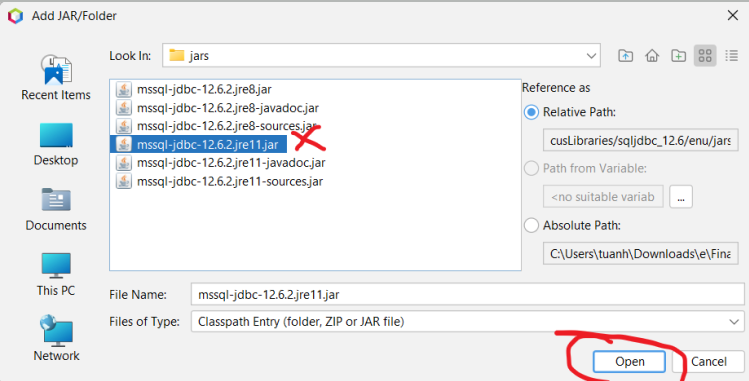 Add JAR/Folder
Look In: jars
Recent Items
Desktop
Documents
This PC
Network
mssql-jdbc-12.6.2.jre8.jar
mssql-jdbc-12.6.2.jre8-javadoc.jar
mssql-jdbc-12.6.2.jre8-sources.jar
mssql-jdbc-12.6.2.jre11.jar
mssql-jdbc-12.6.2.jre11-javadoc.jar
mssql-jdbc-12.6.2.jre11-sources.jar
Reference as
Relative Path:
cusLibraries/sqljdbc_12.6/enu/jars
Path from Variable:
<no suitable variab ...
Absolute Path:
C:\Users\tuanh\Downloads\e\Fina
File Name: mssql-jdbc-12.6.2.jre11.jar
Files of Type: Classpath Entry (folder, ZIP or JAR file)
Open Cancel